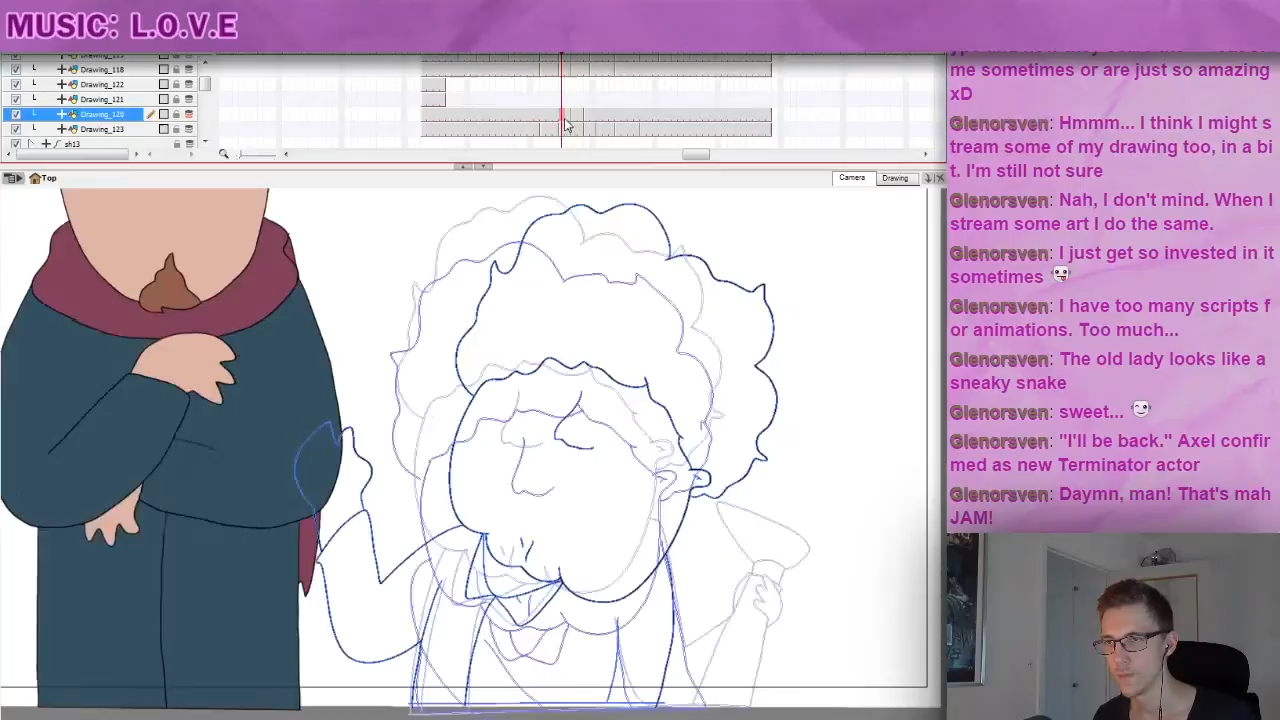 MUSIC: L.O.V.E
Drawing_118
Drawing_122
Drawing_121
Drawing_120
Drawing_123
sh13
Top
Camera
Drawing
me sometimes or are just so amazing
xD
Glenorsven: Hmmm... I think I might s
tream some of my drawing too, in a bi
t. I'm still not sure
Glenorsven: Nah, I don't mind. When I
stream some art I do the same.
Glenorsven: I just get so invested in it
sometimes
Glenorsven: I have too many scripts f
or animations. Too much...
Glenorsven: The old lady looks like a
sneaky snake
Glenorsven: sweet...
Glenorsven: "I'll be back." Axel confir
med as new Terminator actor
Glenorsven: Daymn, man! That's mah
JAM!